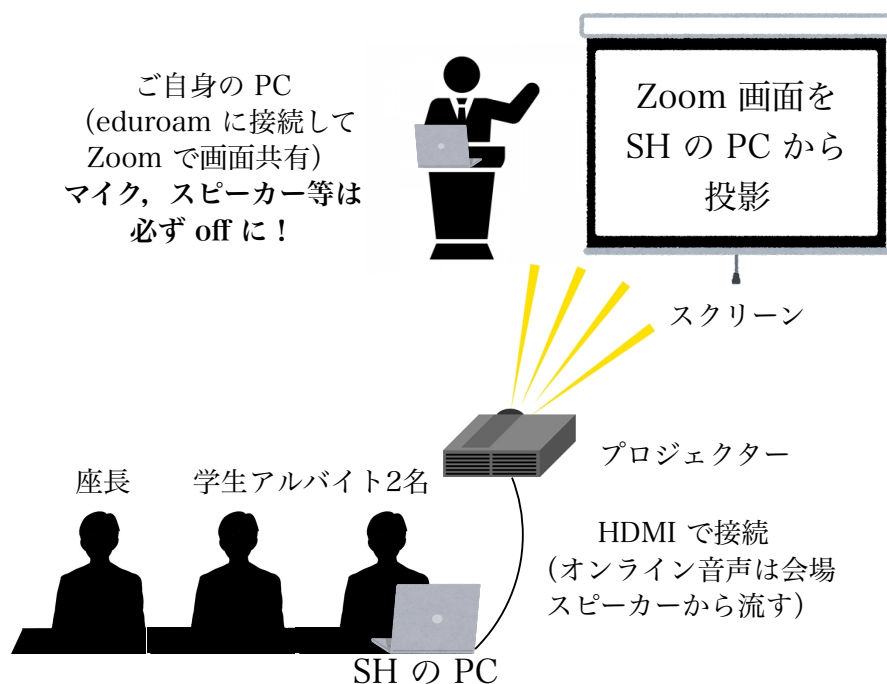 ご自身の PC
（eduroam に接続して
Zoom で画面共有）
マイク，スピーカー等は
必ず off に！
Zoom 画面を
SH の PC から
投影
スクリーン
プロジェクター
座長
学生アルバイト2名
HDMI で接続
（オンライン音声は会場
スピーカーから流す）
SH の PC